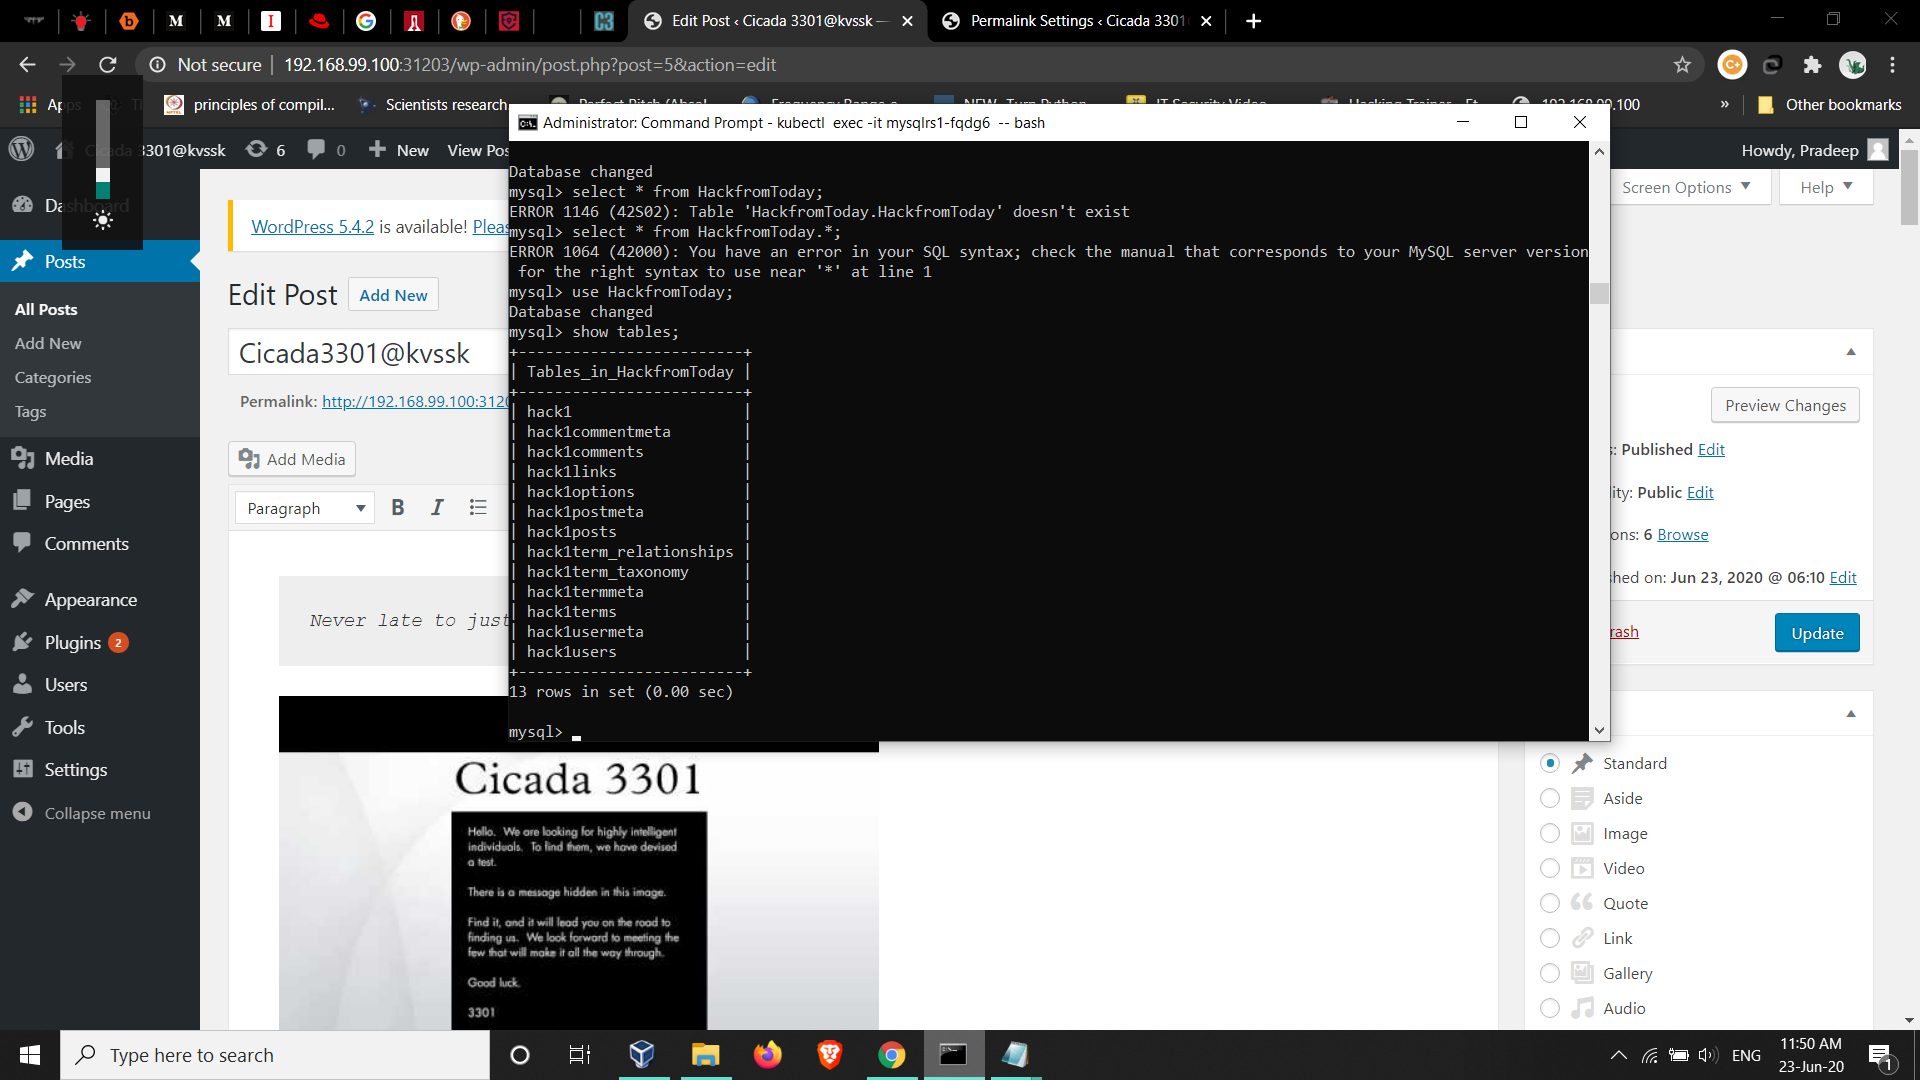 Edit Post ‹ Cicada 3301@kvssk —
Permalink Settings ‹ Cicada 3301
Not secure
192.168.99.100:31203/wp-admin/post.php?post=5&action=edit
principles of compil...
Scientists research
192.168.99.100
Other bookmarks
Cicada 3301@kvssk
6
0
New
View Pos
Howdy, Pradeep
Administrator: Command Prompt - kubectl  exec -it mysqlrs1-fqdg6  -- bash
Screen Options
Help
Dashboard
Posts
All Posts
Add New
Categories
Tags
Media
Pages
Comments
Appearance
Plugins 2
Users
Tools
Settings
Collapse menu
WordPress 5.4.2 is available! Pleas
Edit Post
Add New
Cicada3301@kvssk
Permalink: http://192.168.99.100:3120
Add Media
Paragraph
B I
Never late to just
Database changed
mysql> select * from HackfromToday;
ERROR 1146 (42S02): Table 'HackfromToday.HackfromToday' doesn't exist
mysql> select * from HackfromToday.*;
ERROR 1064 (42000): You have an error in your SQL syntax; check the manual that corresponds to your MySQL server version
for the right syntax to use near '*' at line 1
mysql> use HackfromToday;
Database changed
mysql> show tables;
+-------------------------+
| Tables_in_HackfromToday |
+-------------------------+
| hack1                   |
| hack1commentmeta        |
| hack1comments           |
| hack1links              |
| hack1options            |
| hack1postmeta           |
| hack1posts              |
| hack1term_relationships |
| hack1term_taxonomy      |
| hack1termmeta           |
| hack1terms              |
| hack1usermeta           |
| hack1users              |
+-------------------------+
13 rows in set (0.00 sec)
mysql>
Cicada 3301
Hello. We are looking for highly intelligent
individuals. To find them, we have devised
a test.
There is a message hidden in this image.
Find it, and it will lead you on the road to
finding us. We look forward to meeting the
few that will make it all the way through.
Good luck.
3301
Preview Changes
s: Published Edit
lity: Public Edit
ons: 6 Browse
shed on: Jun 23, 2020 @ 06:10 Edit
rash
Update
Standard
Aside
Image
Video
Quote
Link
Gallery
Audio
Type here to search
ENG
11:50 AM
23-Jun-20
1